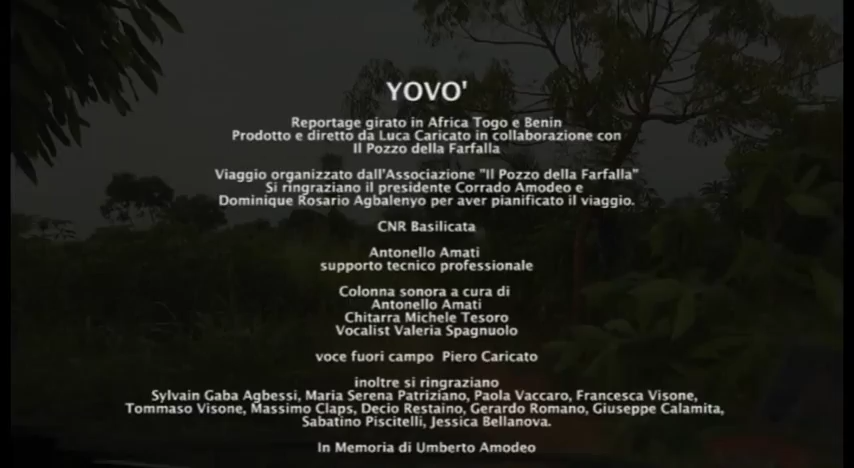 YOVO'
Reportage girato in Africa Togo e Benin
Prodotto e diretto da Luca Caricato in collaborazione con
Il Pozzo della Farfalla
Viaggio organizzato dall'Associazione "Il Pozzo della Farfalla"
Si ringraziano il presidente Corrado Amodeo e
Dominique Rosario Agbalenyo per aver pianificato il viaggio.
CNR Basilicata
Antonello Amati
supporto tecnico professionale
Colonna sonora a cura di
Antonello Amati
Chitarra Michele Tesoro
Vocalist Valeria Spagnuolo
voce fuori campo Piero Caricato
inoltre si ringraziano
Sylvain Gaba Agbessi, Maria Serena Patriziano, Paola Vaccaro, Francesca Visone,
Tommaso Visone, Massimo Claps, Decio Restaino, Gerardo Romano, Giuseppe Calamita,
Sabatino Piscitelli, Jessica Bellanova.
In Memoria di Umberto Amodeo